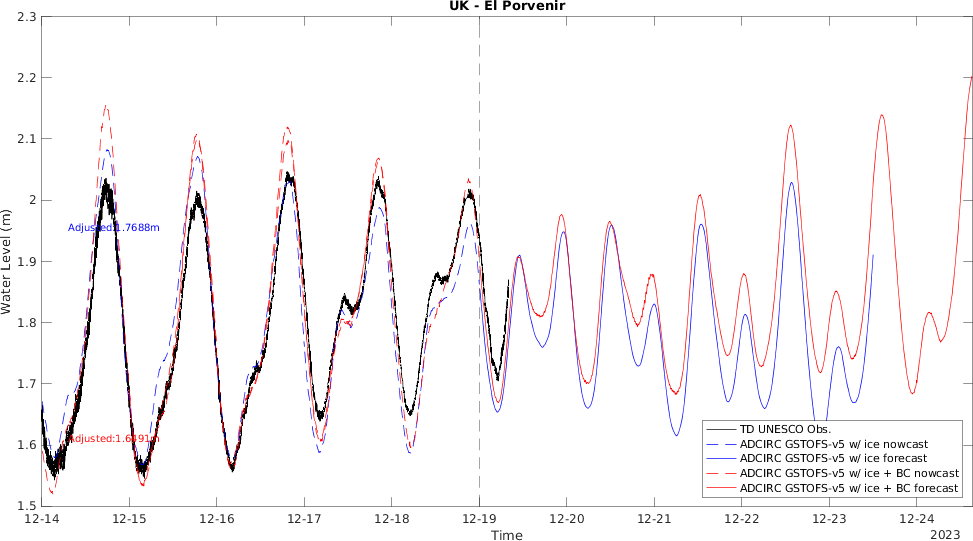 UK - El Porvenir
2.3
2.2
2.1
2
1.9
1.8
1.7
1.6
1.5
Water Level (m)
Adjusted:1.7688m
Adjusted:1.6491m
TD UNESCO Obs.
ADCIRC GSTOFS-v5 w/ ice nowcast
ADCIRC GSTOFS-v5 w/ ice forecast
ADCIRC GSTOFS-v5 w/ ice + BC nowcast
ADCIRC GSTOFS-v5 w/ ice + BC forecast
12-14 12-15 12-16 12-17 12-18 12-19 12-20 12-21 12-22 12-23 12-24
Time
2023